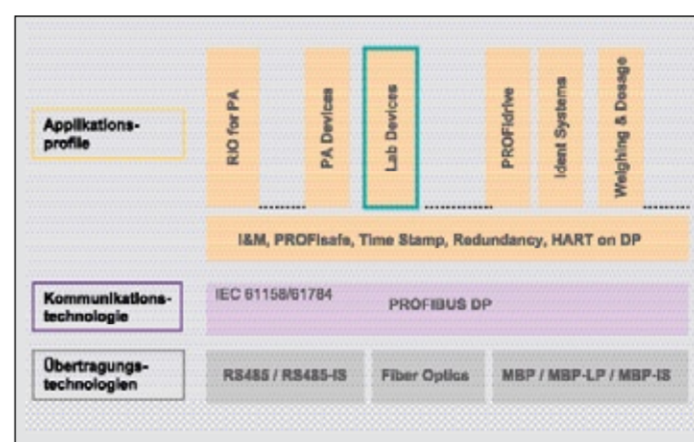 Applikations-
profile
RIO for PA
PA Devices
Lab Devices
PROFIdrive
Ident Systems
Weighing & Dosage
I&M, PROFIsafe, Time Stamp, Redundancy, HART on DP
Kommunikations-
technologie
IEC 61158/61784
PROFIBUS DP
Übertragungs-
technologien
RS485 / RS485-IS
Fiber Optics
MBP / MBP-LP / MBP-IS